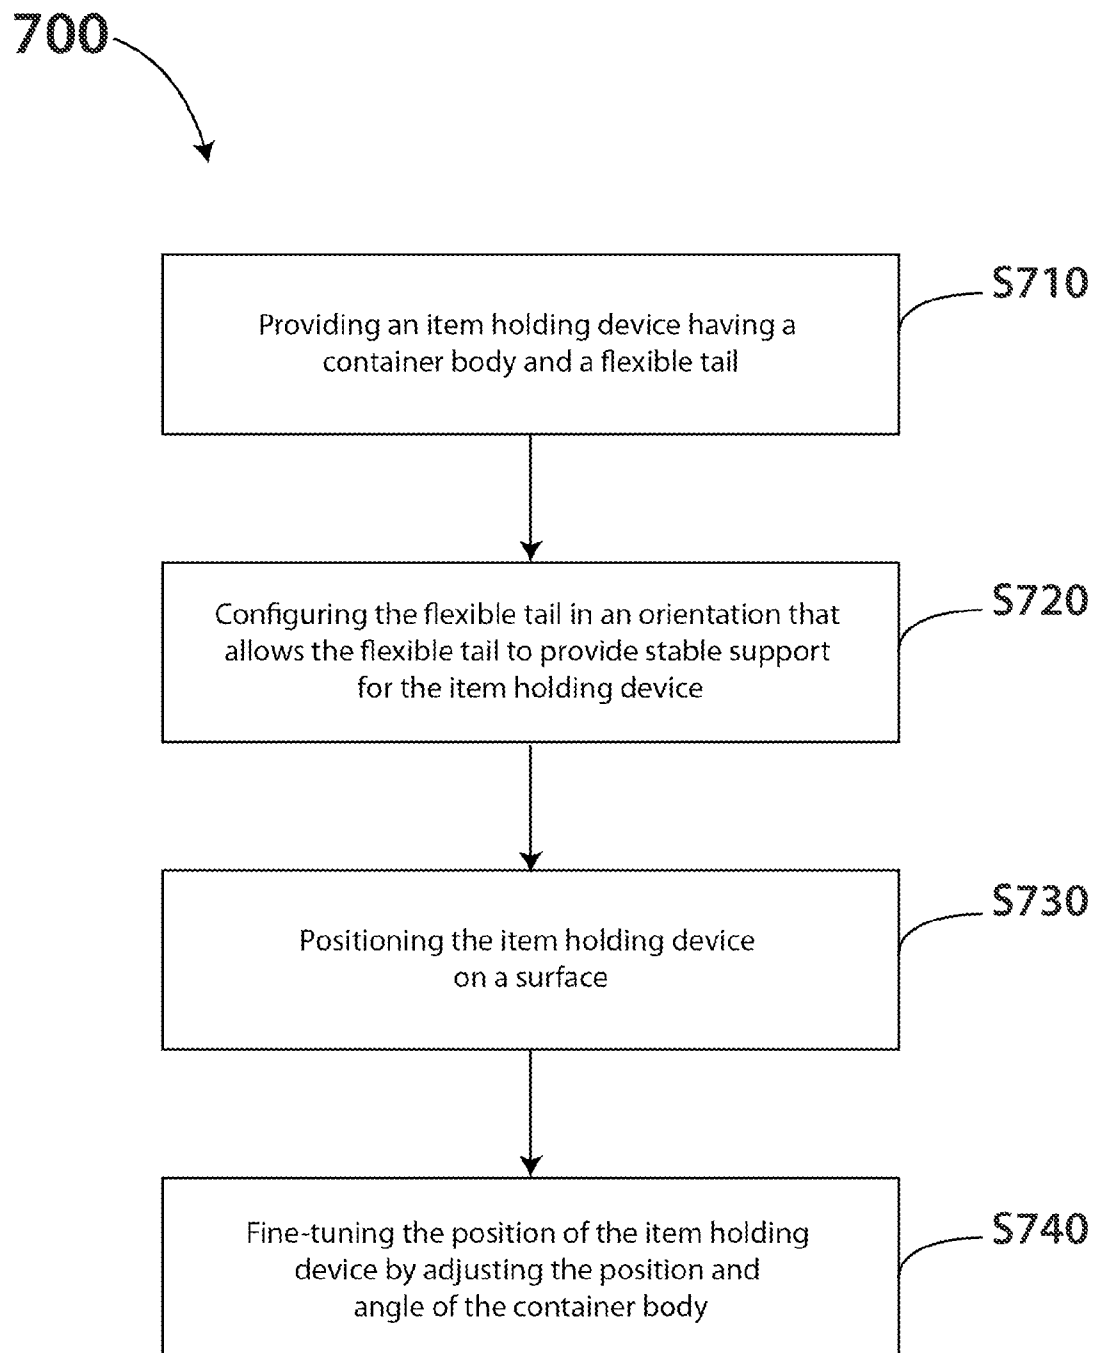 700
S710
Providing an item holding device having a
container body and a flexible tail
S720
Configuring the flexible tail in an orientation that
allows the flexible tail to provide stable support
for the item holding device
S730
Positioning the item holding device
on a surface
S740
Fine-tuning the position of the item holding
device by adjusting the position and
angle of the container body